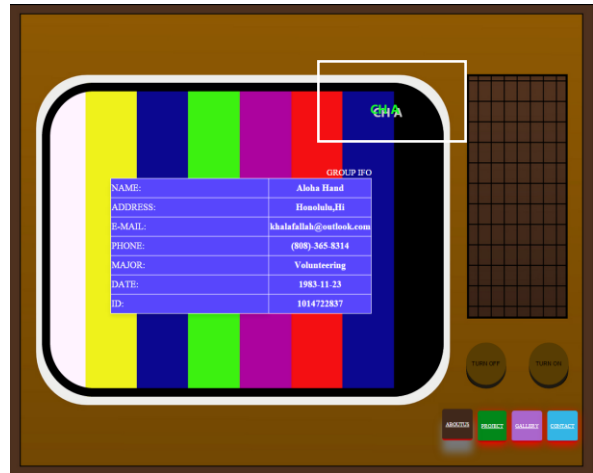 CH A
GROUP IFO
NAME: Aloha Hand
ADDRESS: Honolulu,Hi
E-MAIL: khalafallah@outlook.com
PHONE: (808)-365-8314
MAJOR: Volunteering
DATE: 1983-11-23
ID: 1014722837
TURN OFF TURN ON
ABOUTUS PROJECT GALLERY CONTACT